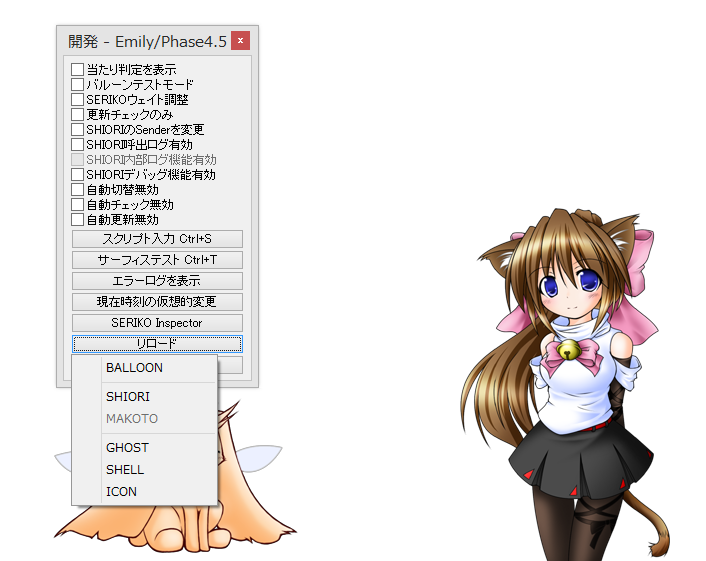 開発 - Emily/Phase4.5
x
当たり判定を表示
バルーンテストモード
SERIKOウェイト調整
更新チェックのみ
SHIORIのSenderを変更
SHIORI呼出ログ有効
SHIORI内部ログ機能有効
SHIORIデバッグ機能有効
自動切替無効
自動チェック無効
自動更新無効
スクリプト入力 Ctrl+S
サーフィステスト Ctrl+T
エラーログを表示
現在時刻の仮想的変更
SERIKO Inspector
リロード
BALLOON
SHIORI
MAKOTO
GHOST
SHELL
ICON